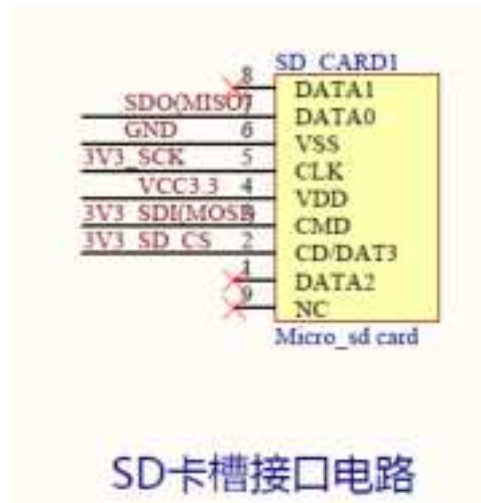 SD_CARD1
8 DATA1
SDO(MISO) 7 DATA0
GND 6 VSS
3V3_SCK 5 CLK
VCC3.3 4 VDD
3V3_SDI(MOSI) 3 CMD
3V3_SD_CS 2 CD/DAT3
1 DATA2
9 NC
Micro_sd card
SD卡槽接口电路